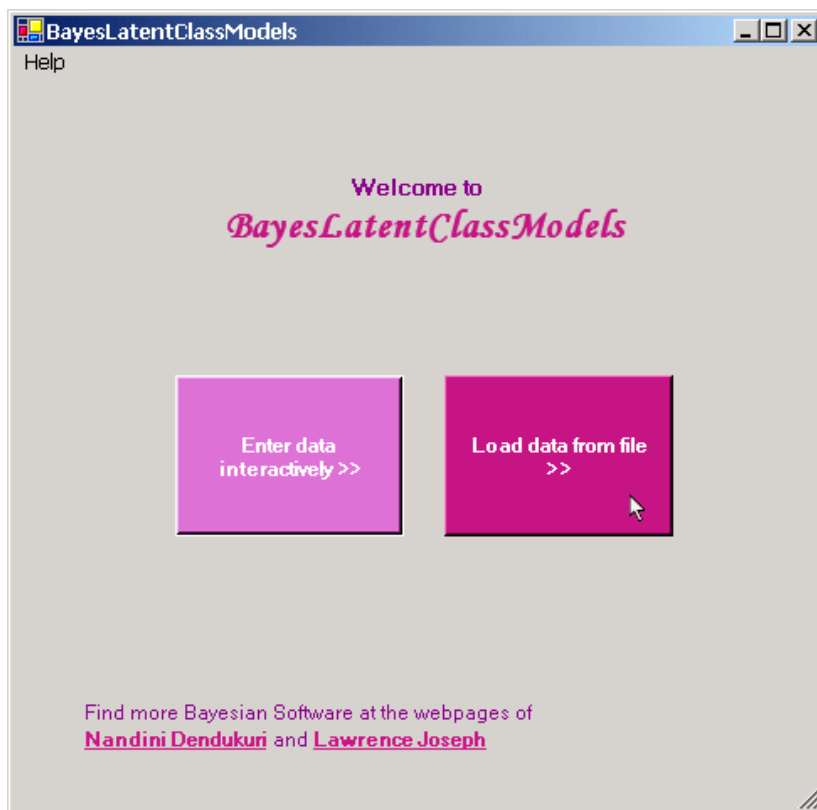 BayesLatentClassModels
Help
Welcome to
BayesLatentClassModels
Enter data
interactively >>
Load data from file
>>
Find more Bayesian Software at the webpages of
Nandini Dendukuri and Lawrence Joseph